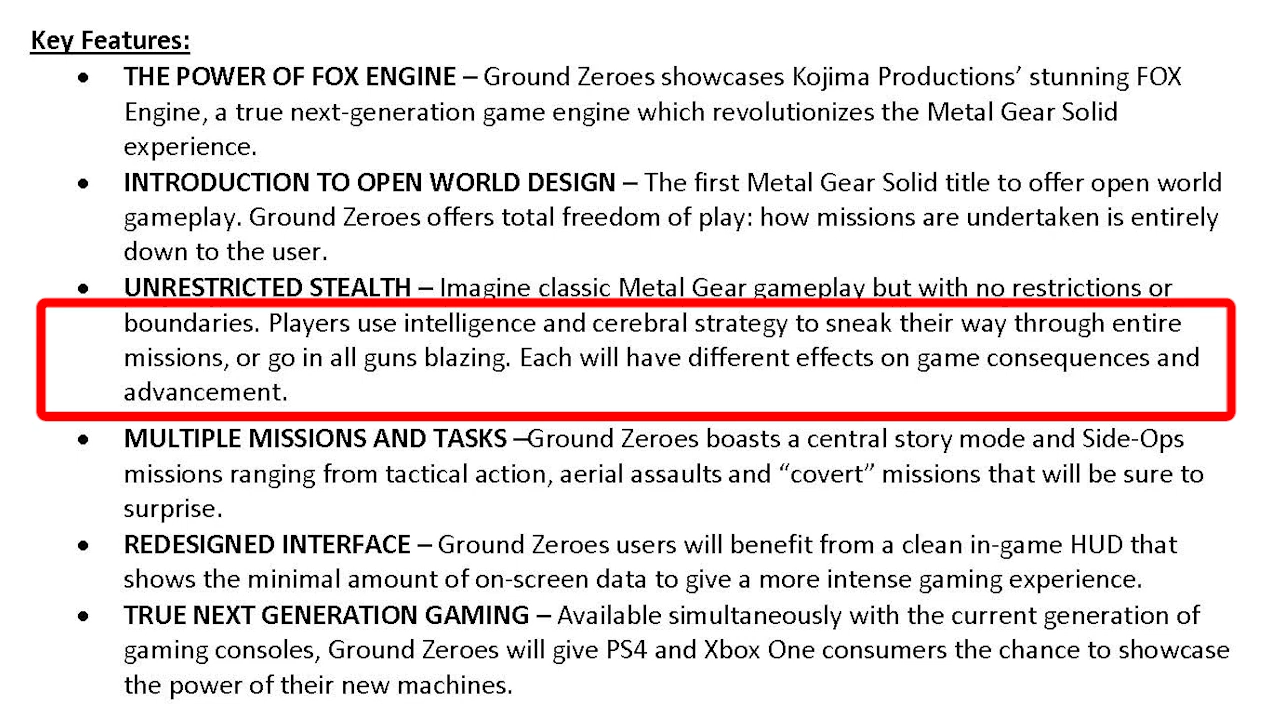 Key Features:
• THE POWER OF FOX ENGINE – Ground Zeroes showcases Kojima Productions’ stunning FOX
Engine, a true next-generation game engine which revolutionizes the Metal Gear Solid
experience.
• INTRODUCTION TO OPEN WORLD DESIGN – The first Metal Gear Solid title to offer open world
gameplay. Ground Zeroes offers total freedom of play: how missions are undertaken is entirely
down to the user.
• UNRESTRICTED STEALTH – Imagine classic Metal Gear gameplay but with no restrictions or
boundaries. Players use intelligence and cerebral strategy to sneak their way through entire
missions, or go in all guns blazing. Each will have different effects on game consequences and
advancement.
• MULTIPLE MISSIONS AND TASKS –Ground Zeroes boasts a central story mode and Side-Ops
missions ranging from tactical action, aerial assaults and “covert” missions that will be sure to
surprise.
• REDESIGNED INTERFACE – Ground Zeroes users will benefit from a clean in-game HUD that
shows the minimal amount of on-screen data to give a more intense gaming experience.
• TRUE NEXT GENERATION GAMING – Available simultaneously with the current generation of
gaming consoles, Ground Zeroes will give PS4 and Xbox One consumers the chance to showcase
the power of their new machines.